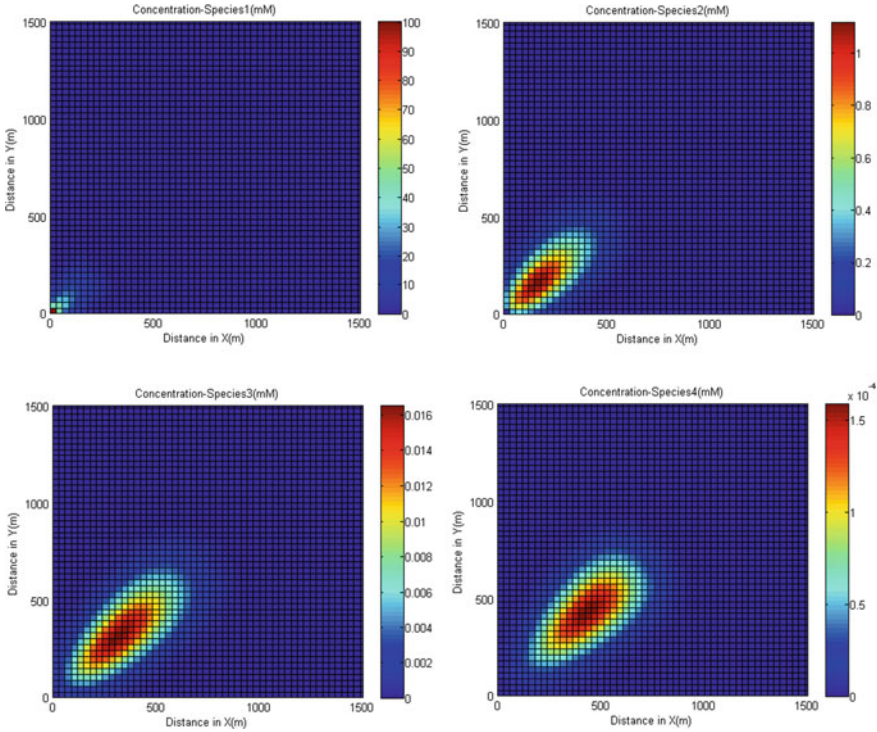 Concentration-Species1(mM)
1500
1000
500
0
Distance in Y(m)
0 500 1000 1500
Distance in X(m)
100
90
80
70
60
50
40
30
20
10
0
Concentration-Species2(mM)
1500
1000
500
0
Distance in Y(m)
0 500 1000 1500
Distance in X(m)
1
0.8
0.6
0.4
0.2
0
Concentration-Species3(mM)
1500
1000
500
0
Distance in Y(m)
0 500 1000 1500
Distance in X(m)
0.016
0.014
0.012
0.01
0.008
0.006
0.004
0.002
Concentration-Species4(mM)
1500
1000
500
0
Distance in Y(m)
0 500 1000 1500
Distance in X(m)
x 10⁻⁴
1.5
1
0.5
0